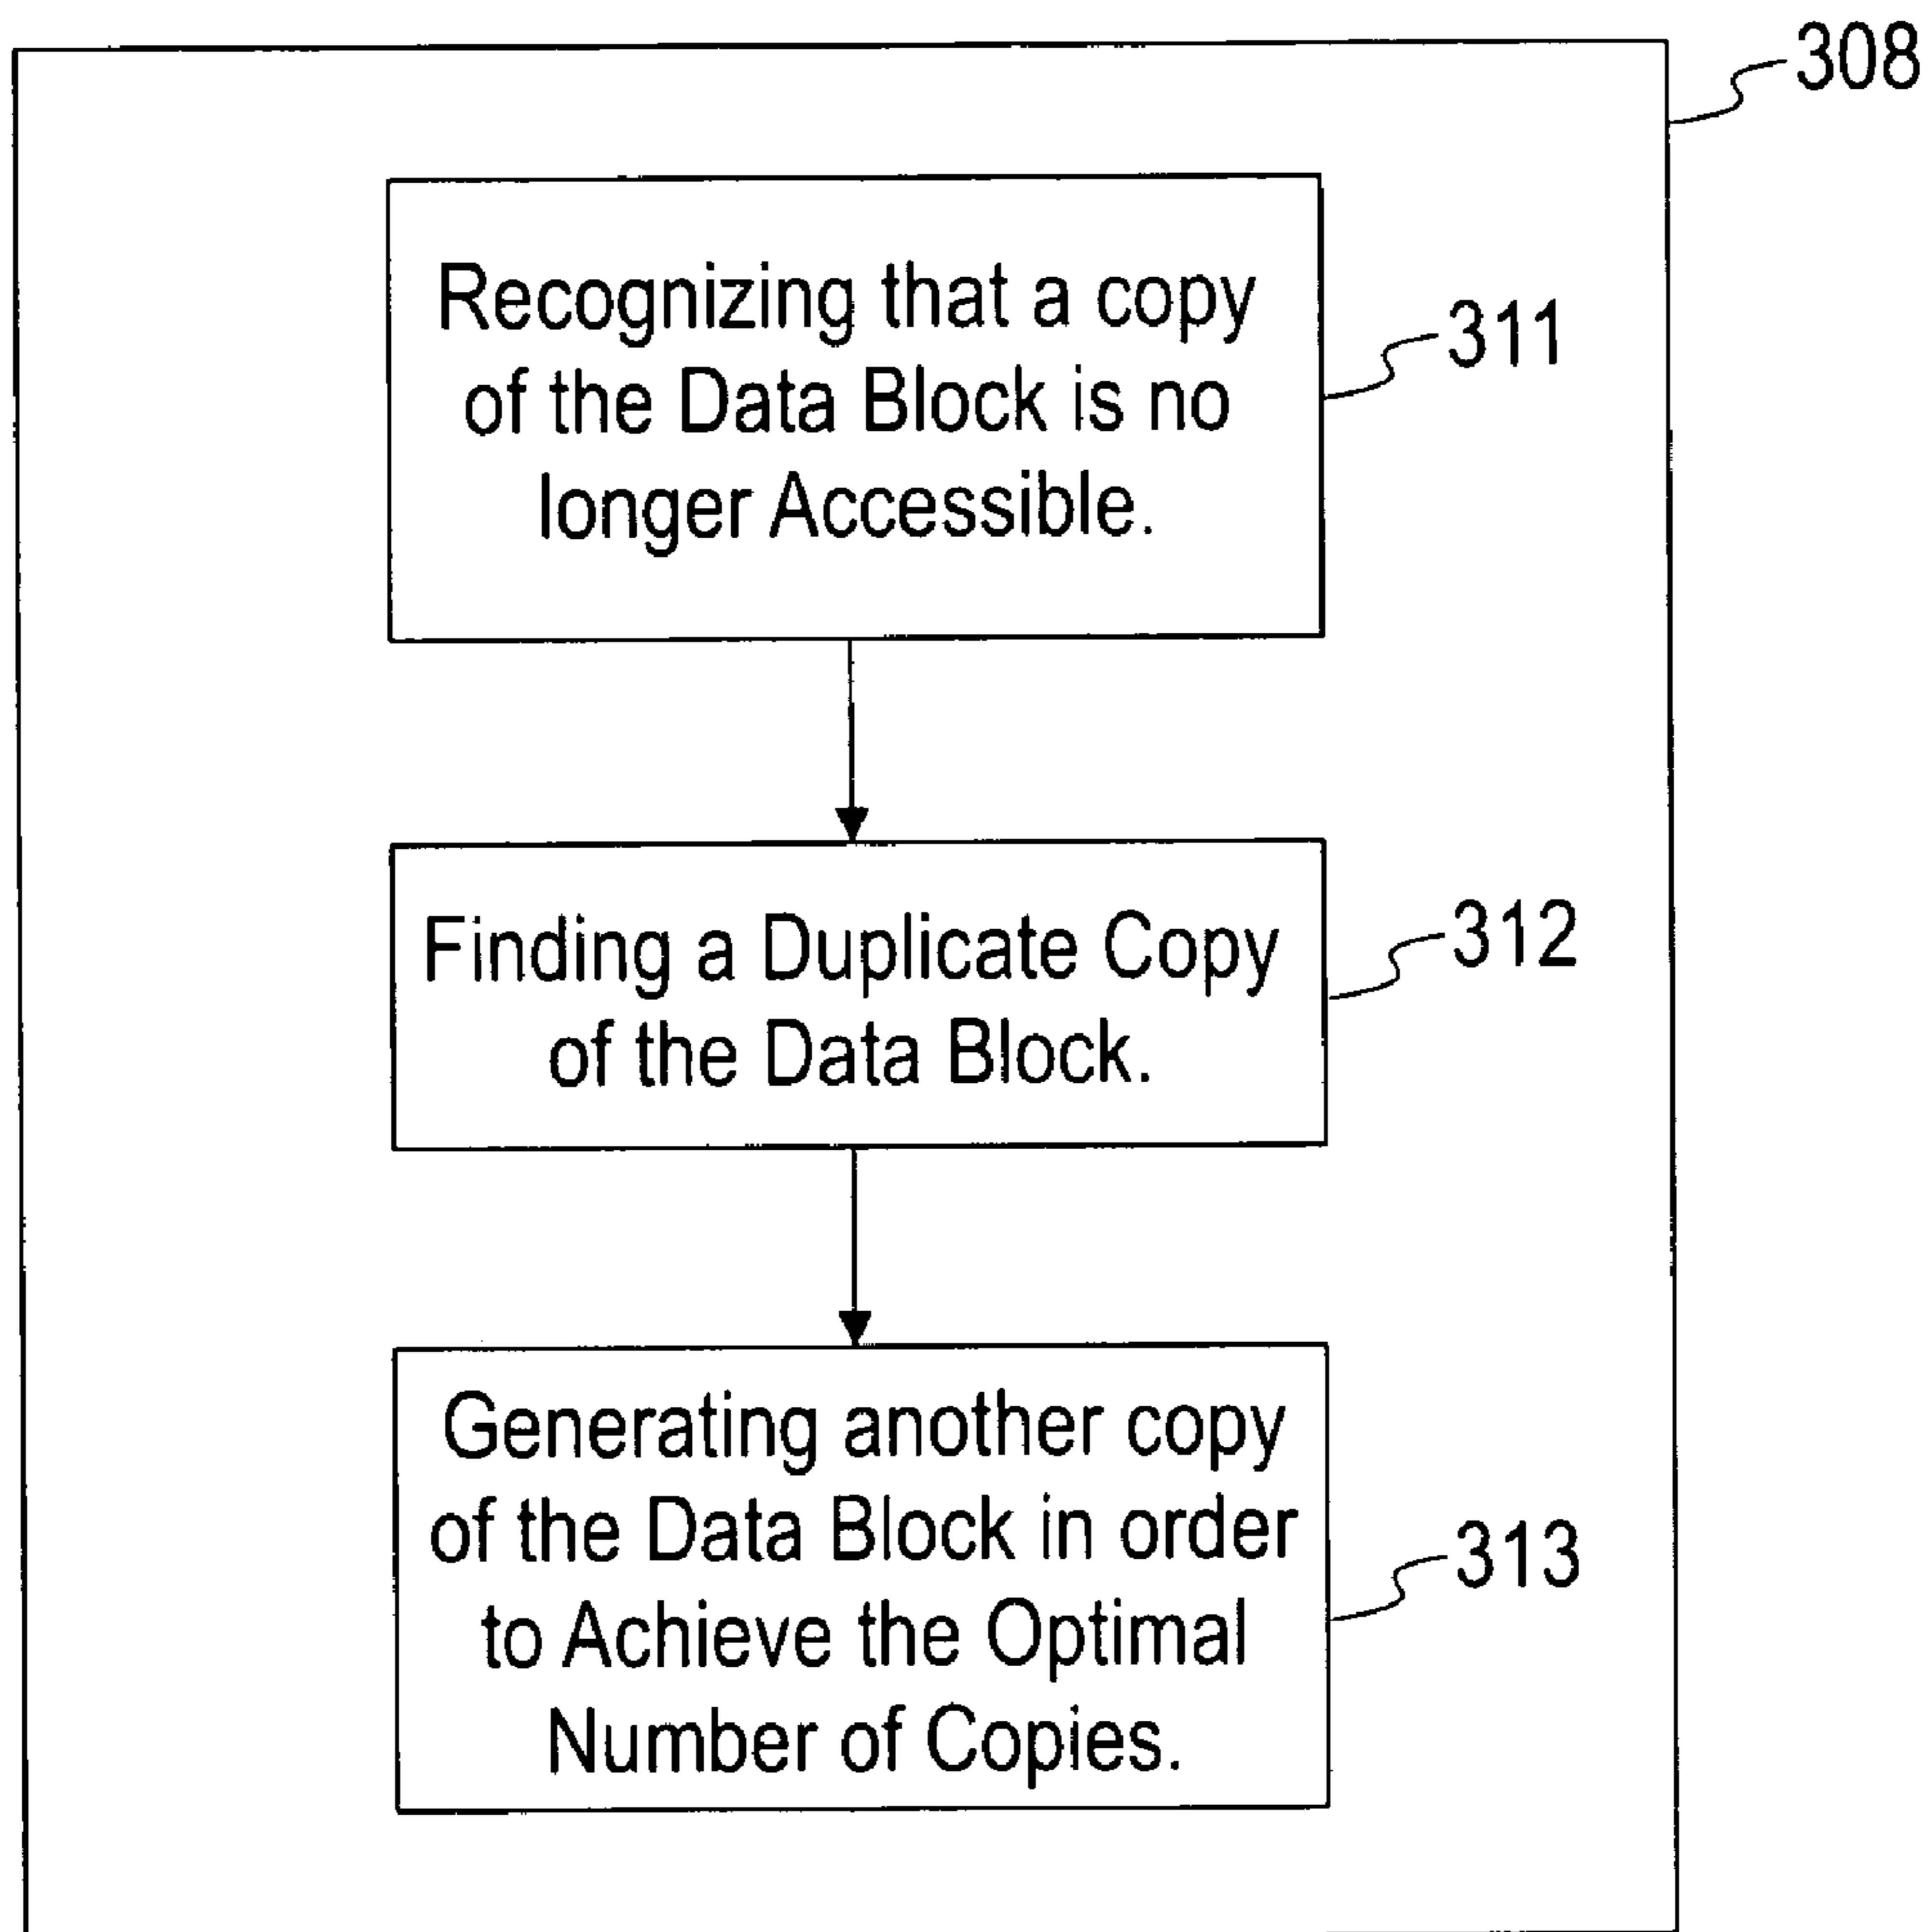 308
Recognizing that a copy
of the Data Block is no
longer Accessible.
311
Finding a Duplicate Copy
of the Data Block.
312
Generating another copy
of the Data Block in order
to Achieve the Optimal
Number of Copies.
313